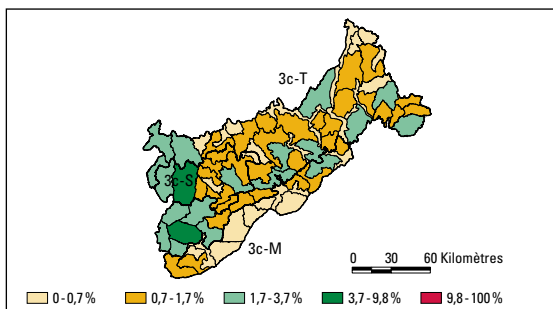 3c-T
3c-S
3c-M
0 30 60 Kilomètres
0-0,7 % 0,7-1,7 % 1,7-3,7 % 3,7-9,8 % 9,8-100 %